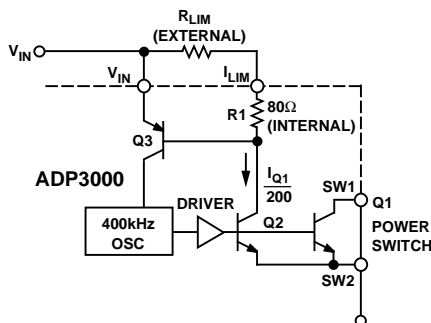 R_LIM
(EXTERNAL)
V_IN
V_IN
I_LIM
R1
80Ω
(INTERNAL)
Q3
ADP3000
I_Q1
200
SW1
Q1
DRIVER
Q2
400kHz
OSC
POWER
SWITCH
SW2